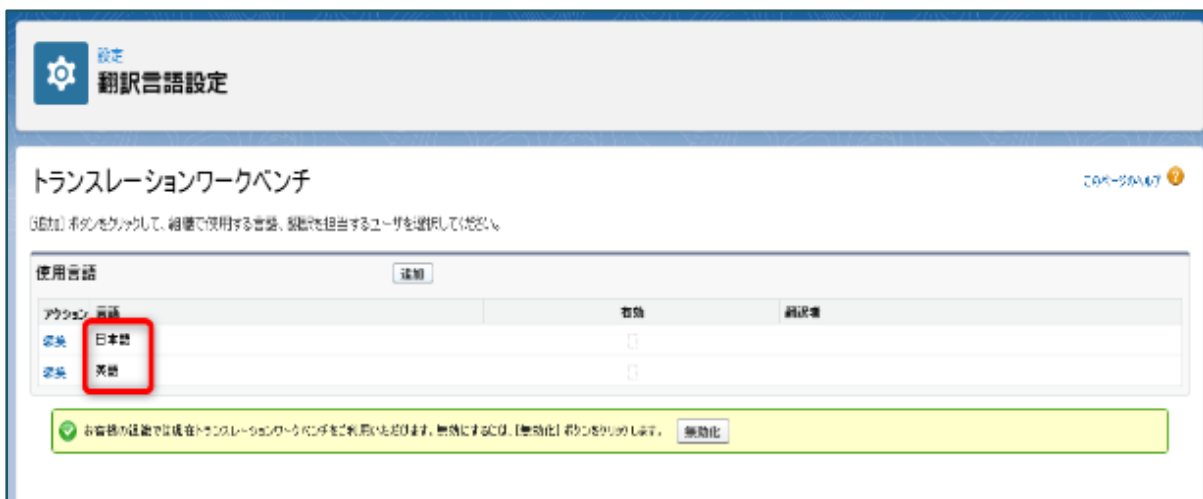 設定
翻訳言語設定
トランスレーションワークベンチ
このページのヘルプ
[追加] ボタンをクリックして、組織で使用する言語、翻訳を担当するユーザを選択してください。
使用言語
追加
アクション 言語 有効 翻訳者
編集 日本語
編集 英語
お客様の組織では現在トランスレーションワークベンチをご利用いただけます。無効にするには、[無効化] ボタンをクリックします。 無効化